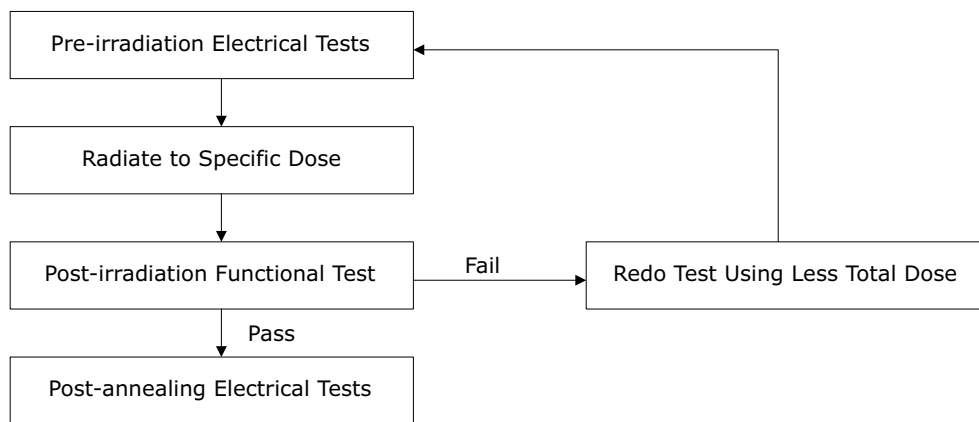 Pre-irradiation Electrical Tests
Radiate to Specific Dose
Post-irradiation Functional Test
Fail
Redo Test Using Less Total Dose
Pass
Post-annealing Electrical Tests